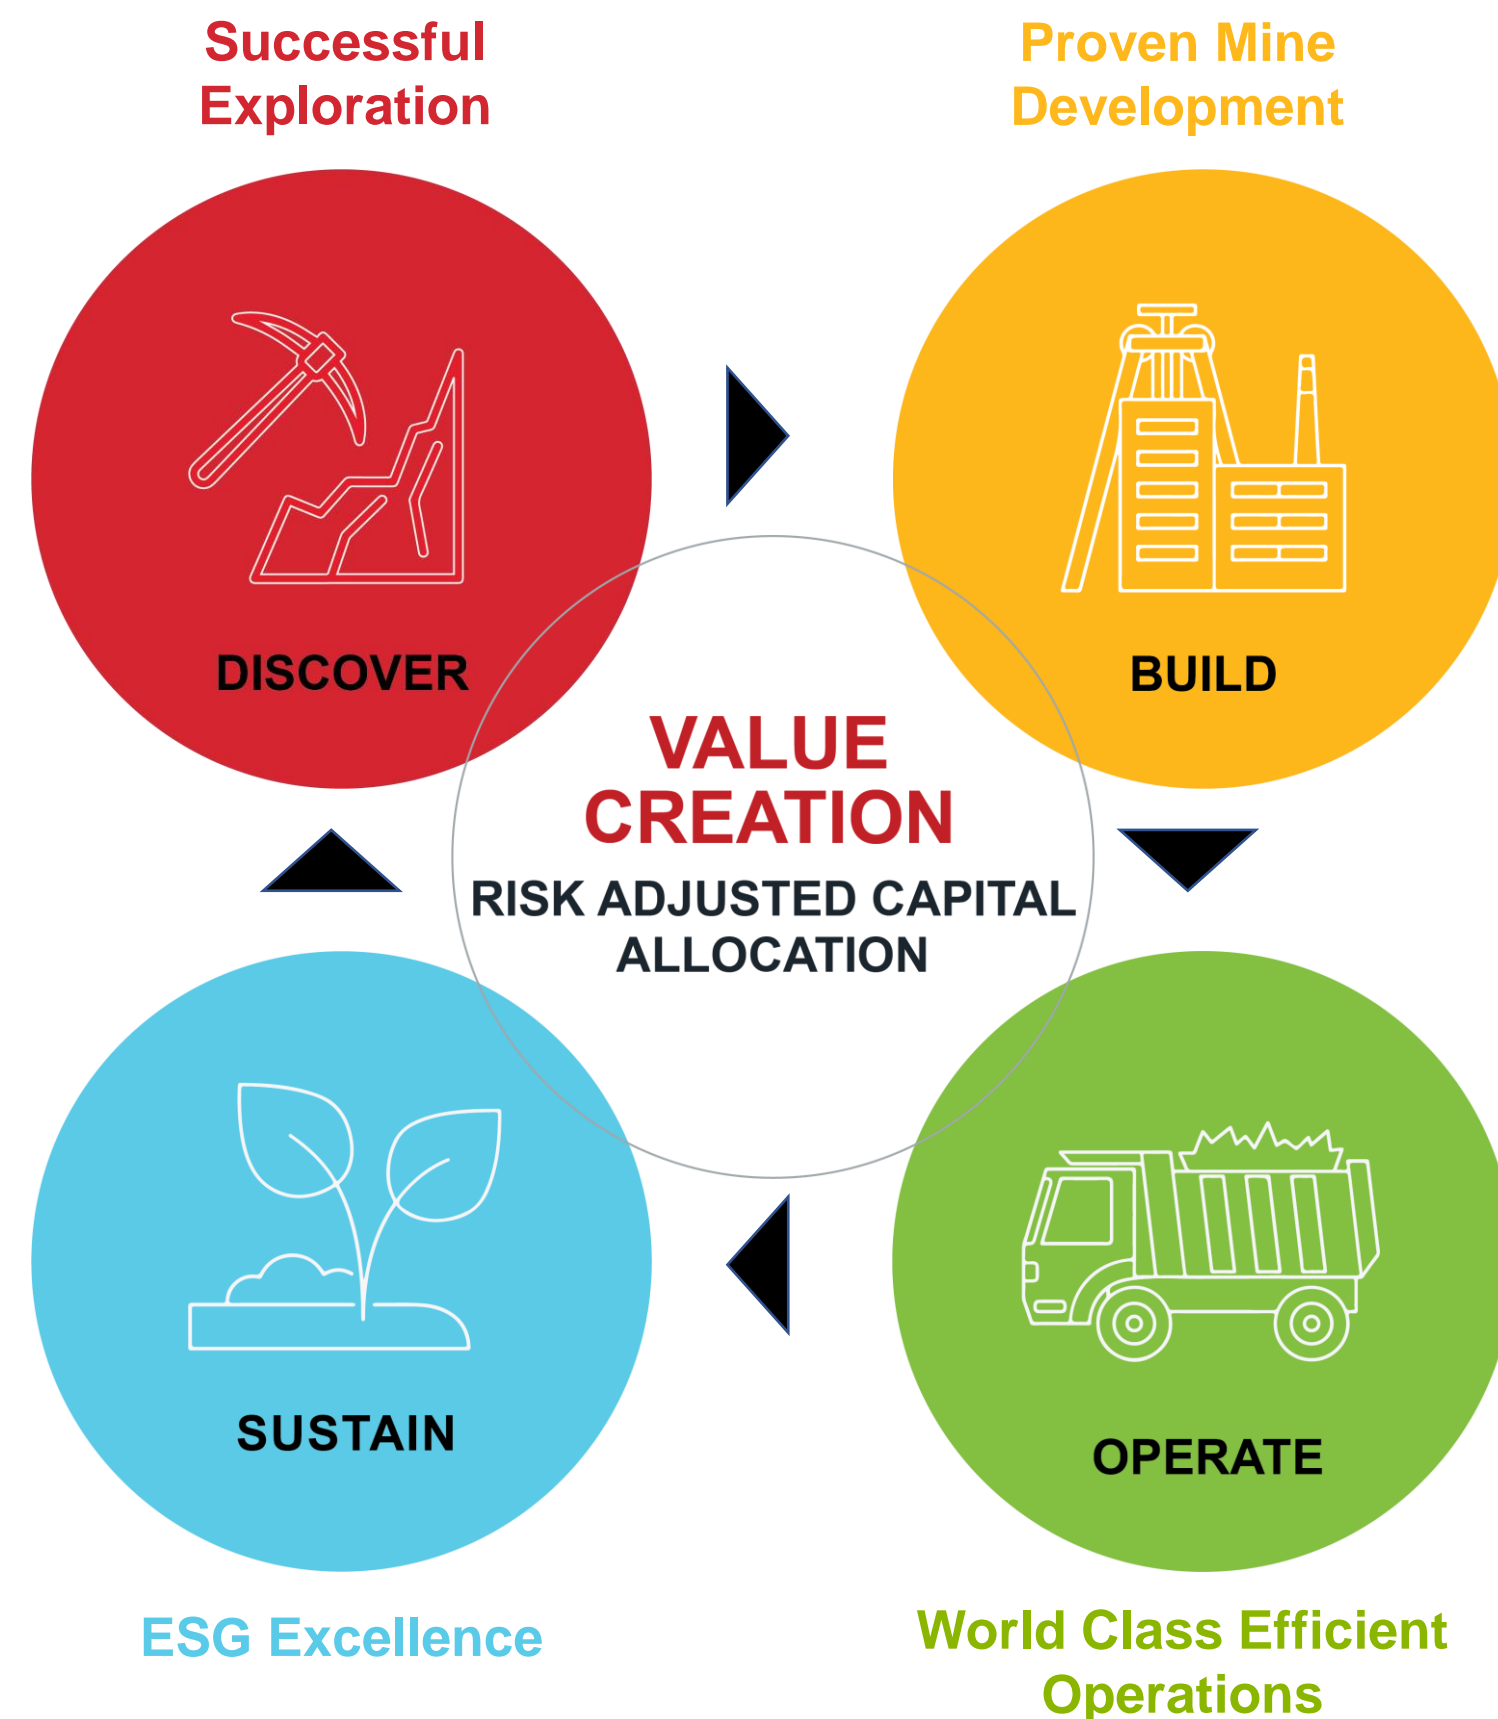 Successful
Exploration
Proven Mine
Development
DISCOVER
BUILD
VALUE
CREATION
RISK ADJUSTED CAPITAL
ALLOCATION
SUSTAIN
OPERATE
ESG Excellence
World Class Efficient
Operations